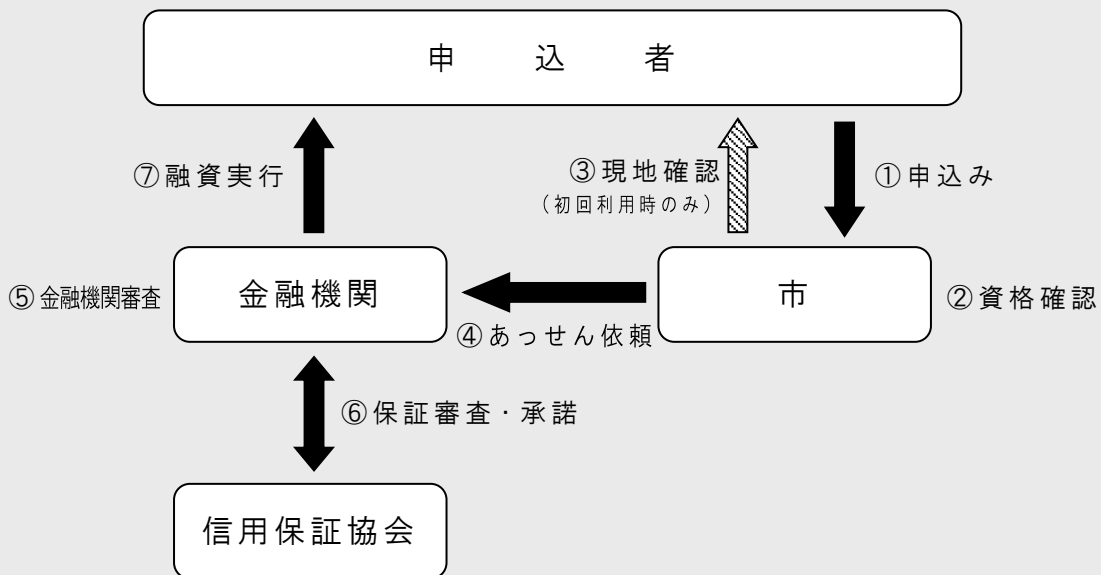 申込者
⑦融資実行
③現地確認
（初回利用時のみ）
①申込み
⑤金融機関審査
金融機関
市
②資格確認
④あっせん依頼
⑥保証審査・承諾
信用保証協会